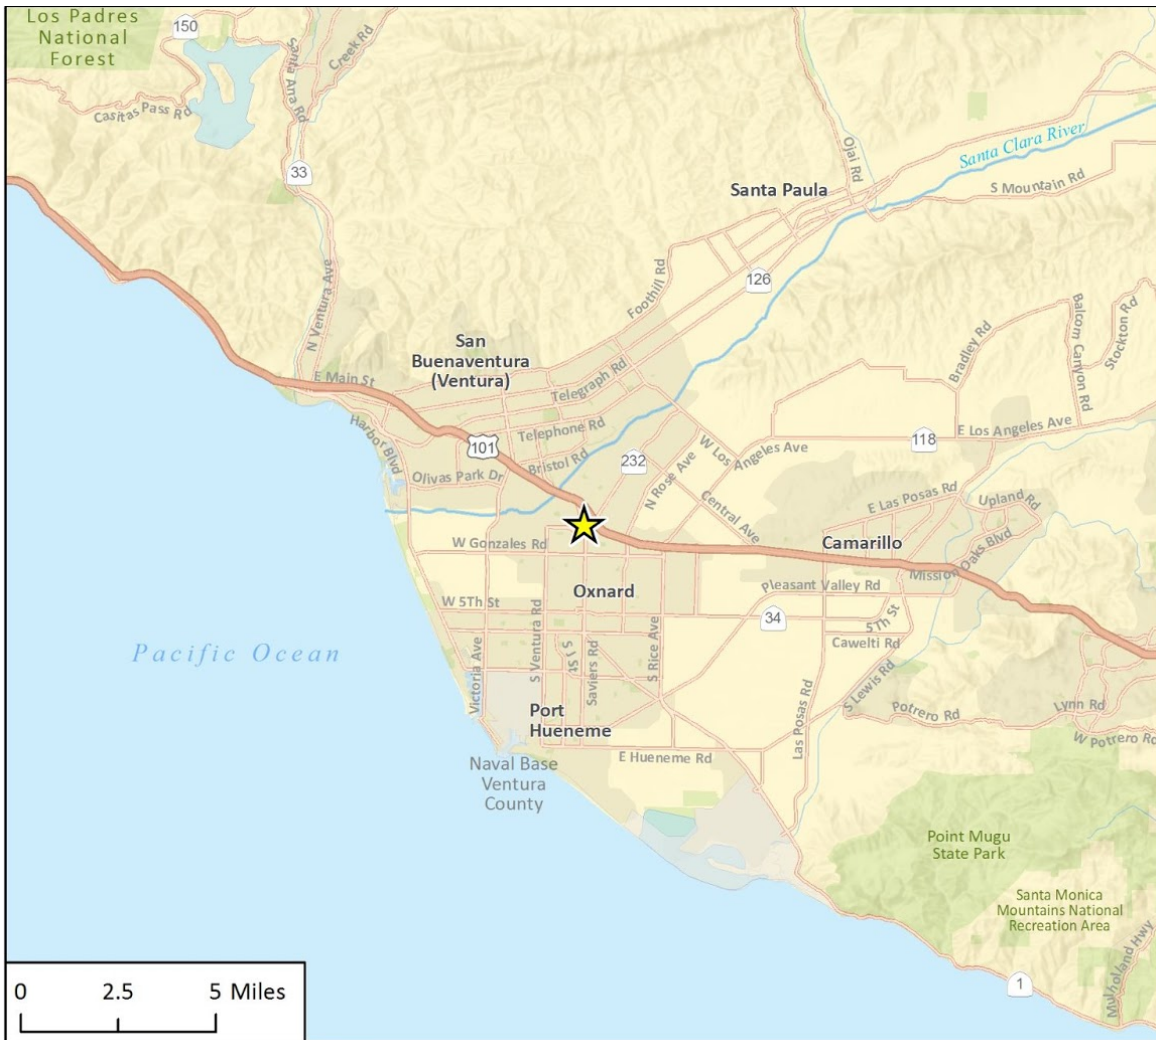 Los Padres
National
Forest
150
Santa Ana Rd
Creek Rd
Casitas Pass Rd
33
Ojai Rd
Santa Clara River
S Mountain Rd
Santa Paula
N Ventura Ave
Foothill Rd
126
Bradley Rd
Balcom Canyon Rd
Stockton Rd
San
Buenaventura
(Ventura)
E Main St
Telegraph Rd
Harbor Blvd
Telephone Rd
101
Bristol Rd
Olivas Park Dr
232
W Los Angeles Ave
N Rose Ave
Central Ave
118
E Los Angeles Ave
E Las Posas Rd
Upland Rd
W Gonzales Rd
Camarillo
Mission Oaks Blvd
Oxnard
Pleasant Valley Rd
W 5Th St
34
5Th St
Cawelti Rd
Pacific Ocean
Victoria Ave
S Ventura Rd
S J St
Saviers Rd
S Rice Ave
Las Posas Rd
S Lewis Rd
Potrero Rd
Lynn Rd
W Potrero Rd
Port
Hueneme
E Hueneme Rd
Naval Base
Ventura
County
Point Mugu
State Park
Santa Monica
Mountains National
Recreation Area
Mulholland Hwy
1
0 2.5 5 Miles